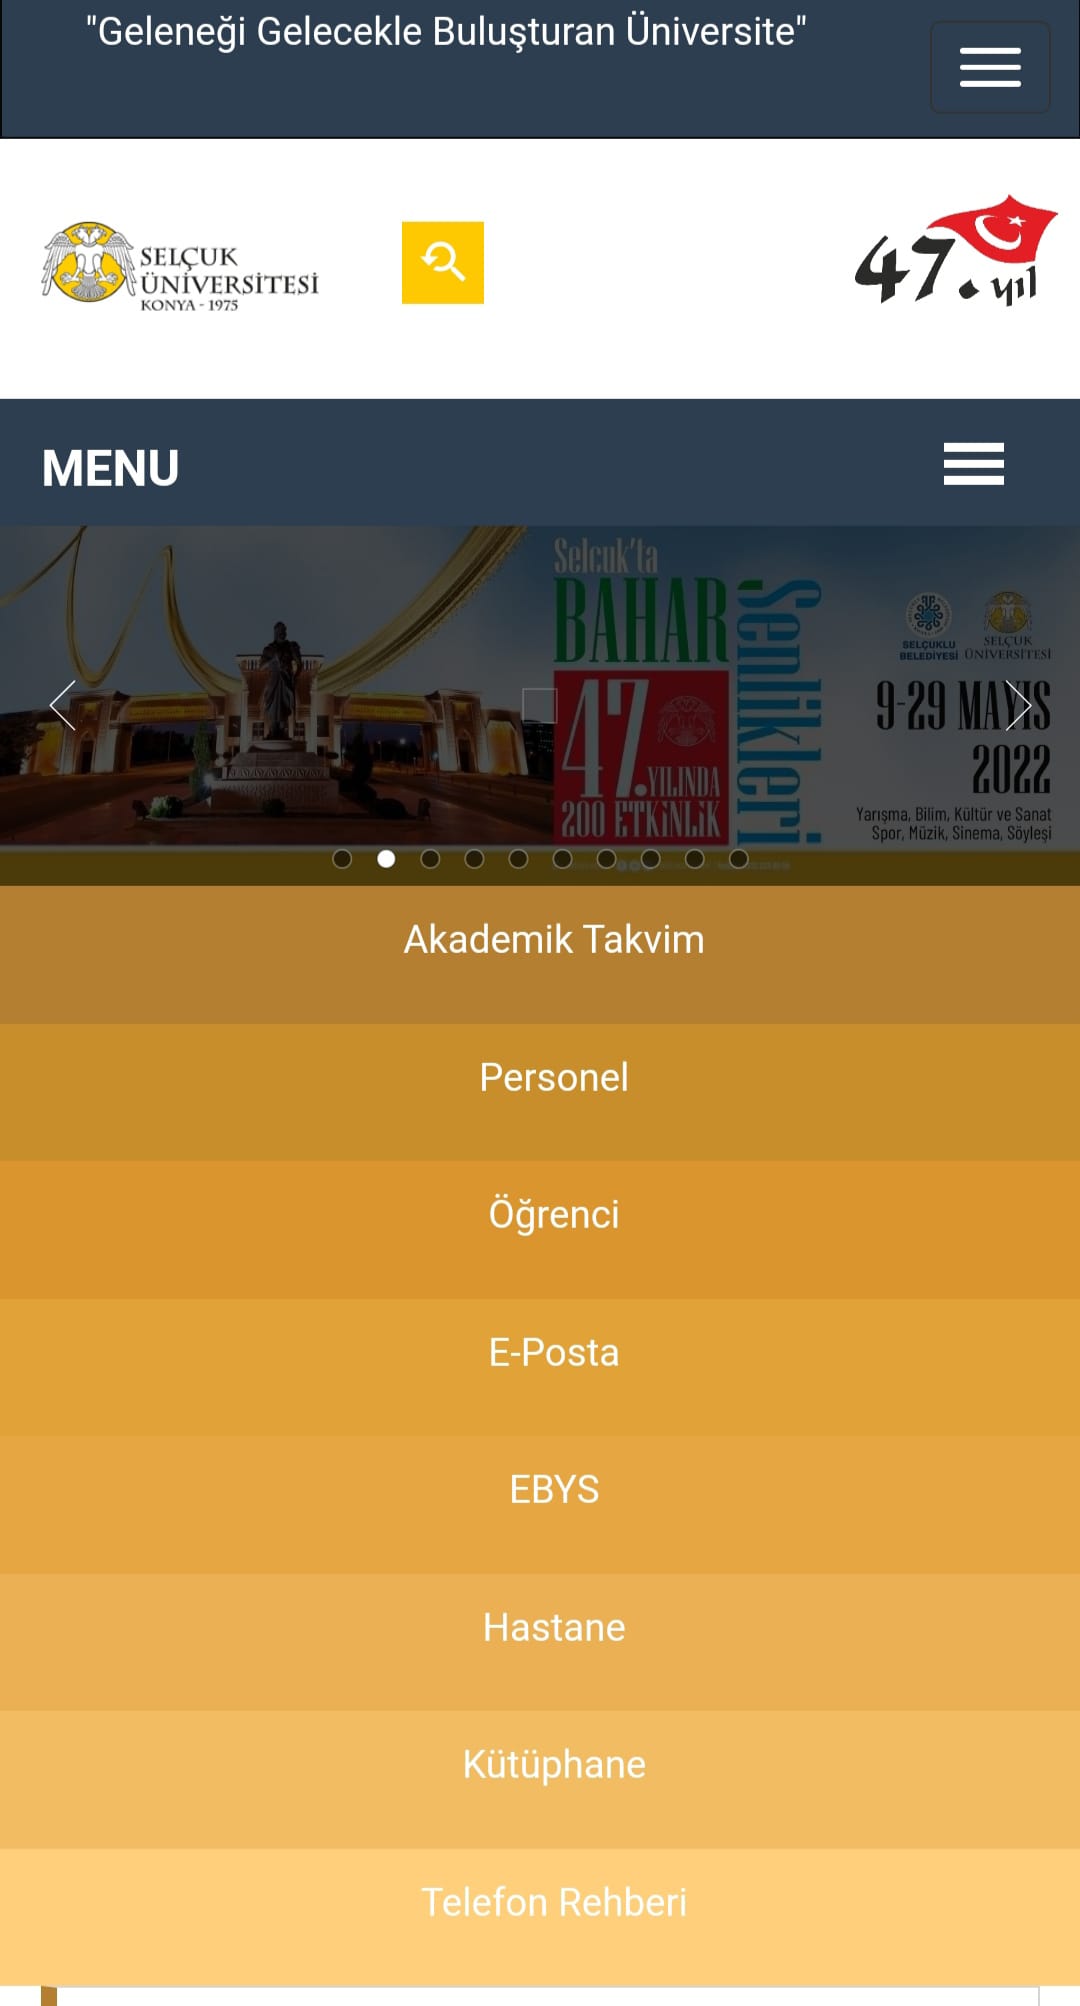 "Geleneği Gelecekle Buluşturan Üniversite"
SELÇUK
ÜNİVERSİTESİ
KONYA - 1975
47. yıl
MENU
Selçuk'ta
BAHAR
Şenlikleri
47. YILINDA
200 ETKİNLİK
SELÇUKLU
BELEDİYESİ
SELÇUK
ÜNİVERSİTESİ
9-29 MAYIS
2022
Yarışma, Bilim, Kültür ve Sanat
Spor, Müzik, Sinema, Söyleşi
Akademik Takvim
Personel
Öğrenci
E-Posta
EBYS
Hastane
Kütüphane
Telefon Rehberi